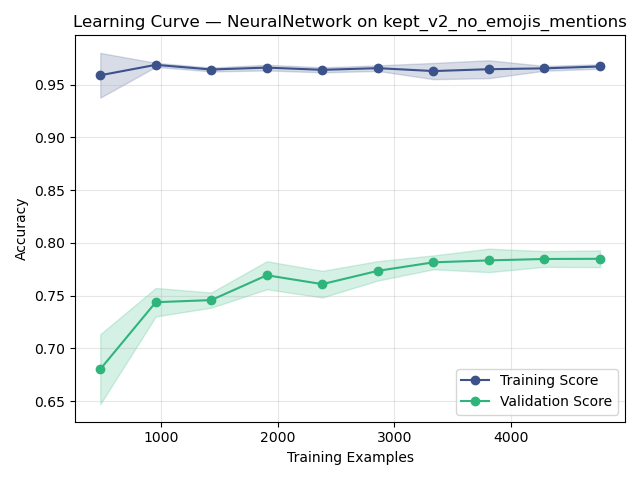 Learning Curve — NeuralNetwork on kept_v2_no_emojis_mentions
0.95
0.90
0.85
0.80
0.75
0.70
0.65
Accuracy
1000
2000
3000
4000
Training Examples
Training Score
Validation Score